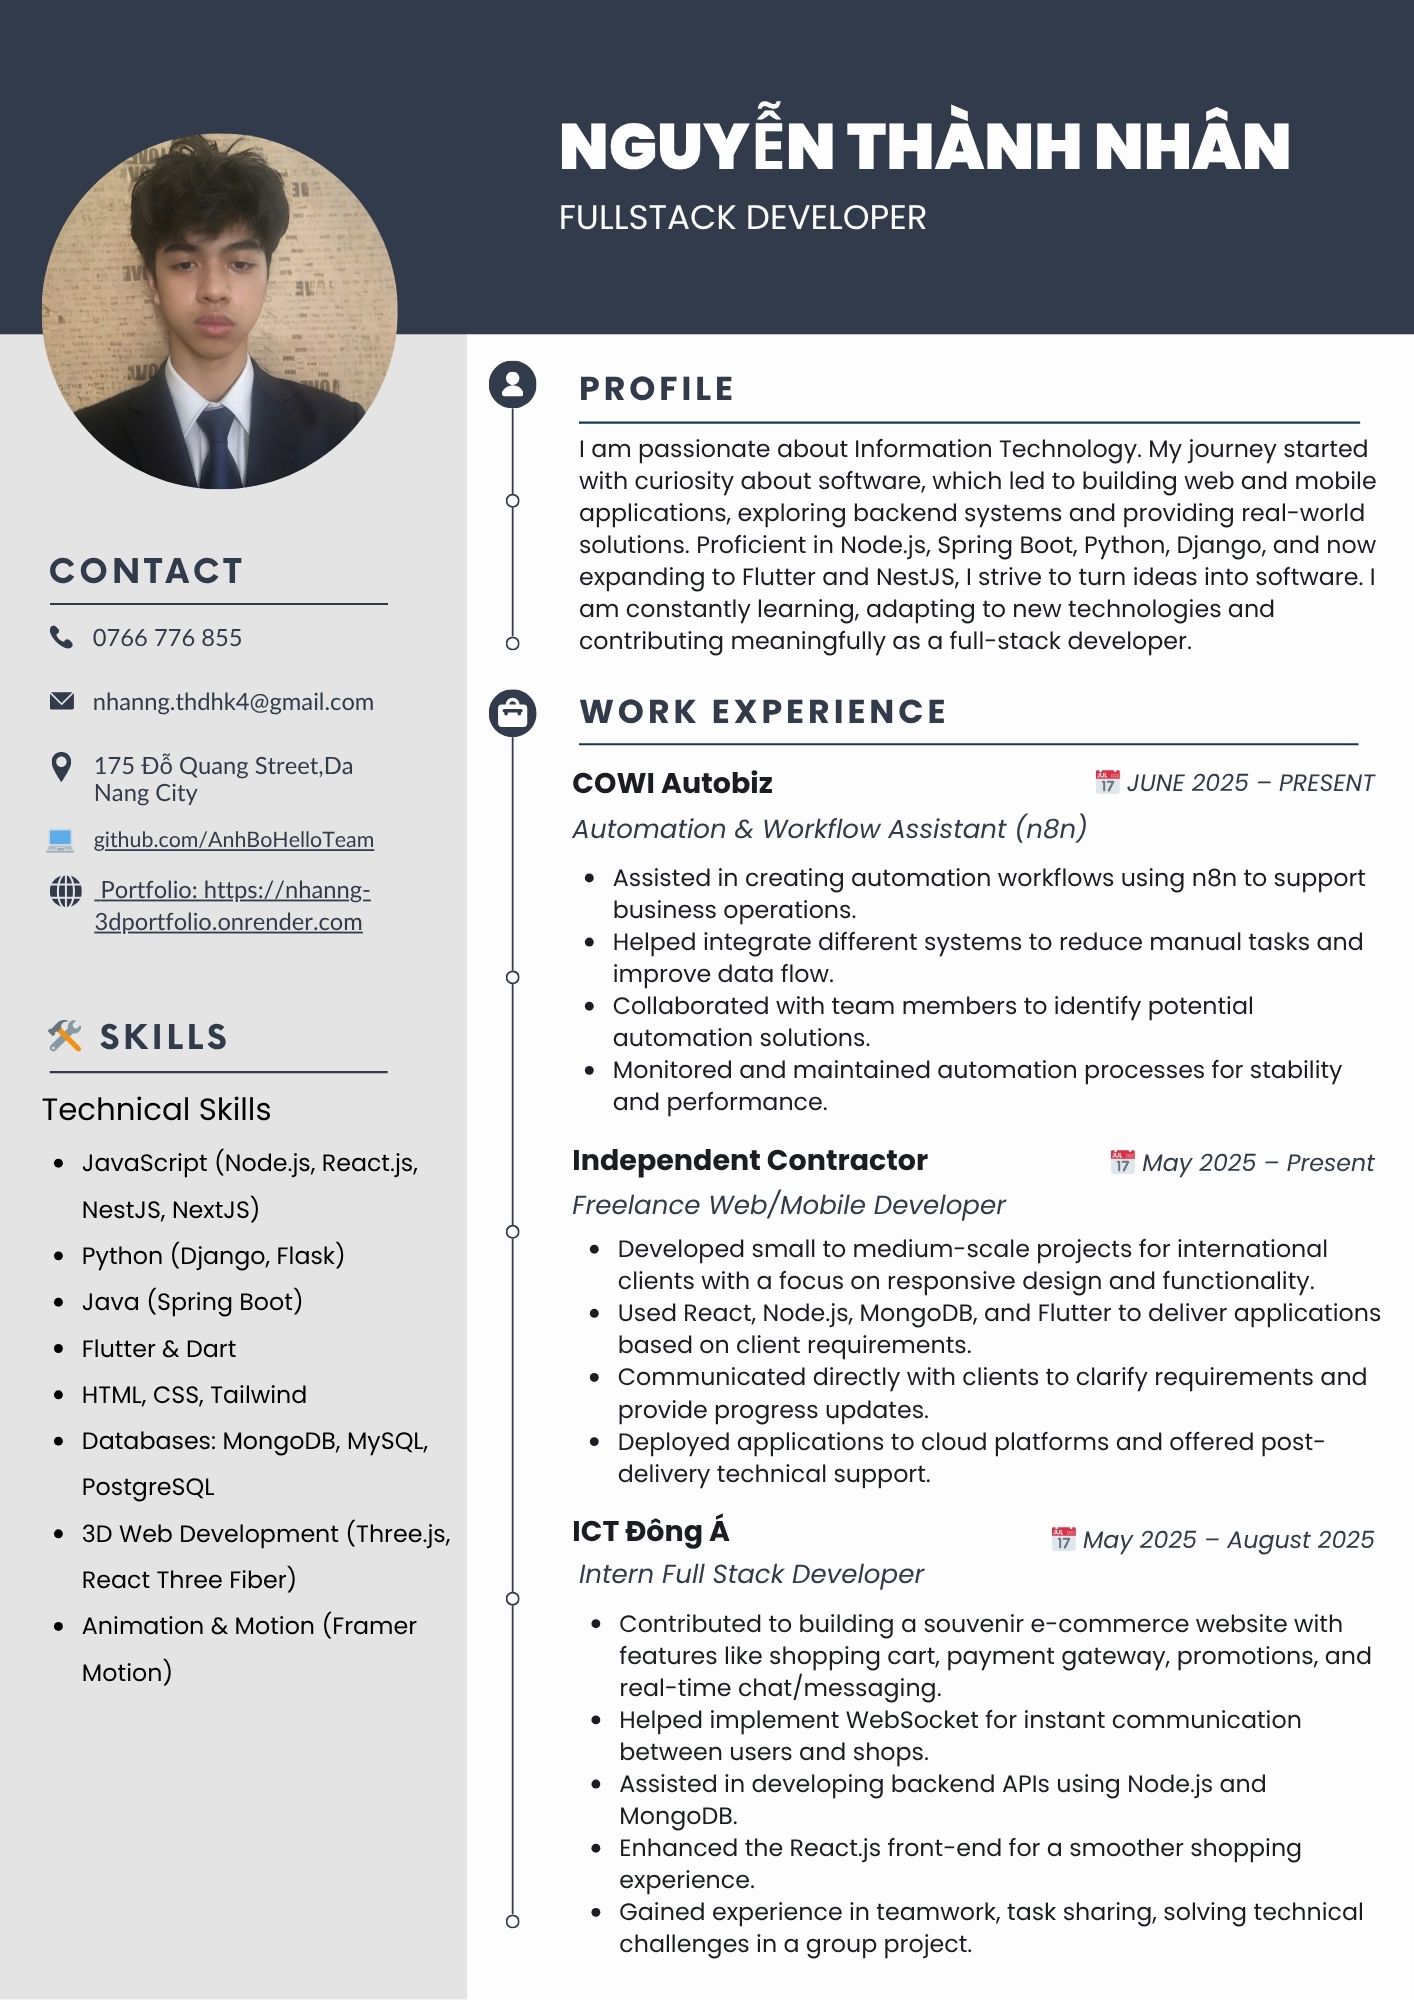 NGUYỄN THÀNH NHÂN
FULLSTACK DEVELOPER
CONTACT
0766 776 855
nhanng.thdhk4@gmail.com
175 Đỗ Quang Street,Da
Nang City
github.com/AnhBoHelloTeam
Portfolio: https://nhanng-
3dportfolio.onrender.com
SKILLS
Technical Skills
• JavaScript (Node.js, React.js,
NestJS, NextJS)
• Python (Django, Flask)
• Java (Spring Boot)
• Flutter & Dart
• HTML, CSS, Tailwind
• Databases: MongoDB, MySQL,
PostgreSQL
• 3D Web Development (Three.js,
React Three Fiber)
• Animation & Motion (Framer
Motion)
PROFILE
I am passionate about Information Technology. My journey started
with curiosity about software, which led to building web and mobile
applications, exploring backend systems and providing real-world
solutions. Proficient in Node.js, Spring Boot, Python, Django, and now
expanding to Flutter and NestJS, I strive to turn ideas into software. I
am constantly learning, adapting to new technologies and
contributing meaningfully as a full-stack developer.
WORK EXPERIENCE
COWI Autobiz
JUNE 2025 – PRESENT
Automation & Workflow Assistant (n8n)
• Assisted in creating automation workflows using n8n to support
business operations.
• Helped integrate different systems to reduce manual tasks and
improve data flow.
• Collaborated with team members to identify potential
automation solutions.
• Monitored and maintained automation processes for stability
and performance.
Independent Contractor
May 2025 – Present
Freelance Web/Mobile Developer
• Developed small to medium-scale projects for international
clients with a focus on responsive design and functionality.
• Used React, Node.js, MongoDB, and Flutter to deliver applications
based on client requirements.
• Communicated directly with clients to clarify requirements and
provide progress updates.
• Deployed applications to cloud platforms and offered post-
delivery technical support.
ICT Đông Á
May 2025 – August 2025
Intern Full Stack Developer
• Contributed to building a souvenir e-commerce website with
features like shopping cart, payment gateway, promotions, and
real-time chat/messaging.
• Helped implement WebSocket for instant communication
between users and shops.
• Assisted in developing backend APIs using Node.js and
MongoDB.
• Enhanced the React.js front-end for a smoother shopping
experience.
• Gained experience in teamwork, task sharing, solving technical
challenges in a group project.